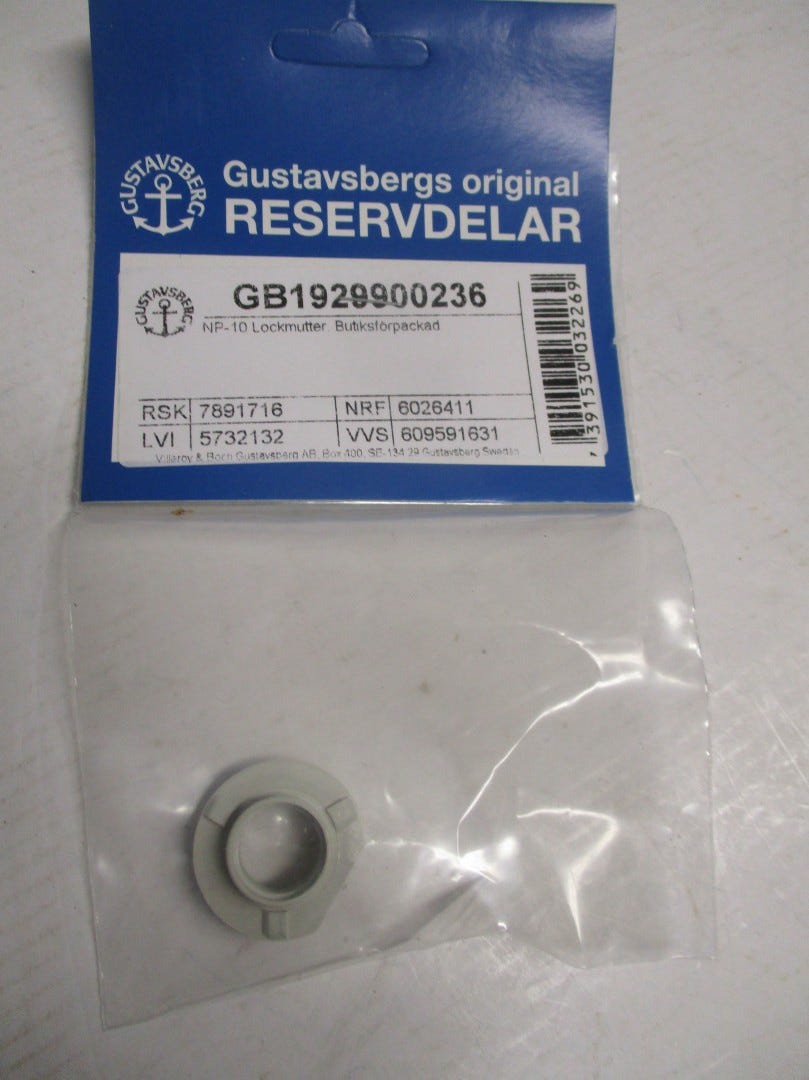 GUSTAVSBERG
Gustavsbergs original
RESERVDELAR
GUSTAVSBERG
GB1929900236
NP-10 Lockmutter Butiksförpackad
RSK 7891716 NRF 6026411
LVI 5732132 VVS 609591631
Villeroy & Boch Gustavsberg AB, Box 400, SE-134 29 Gustavsberg Sweden
7391530032269